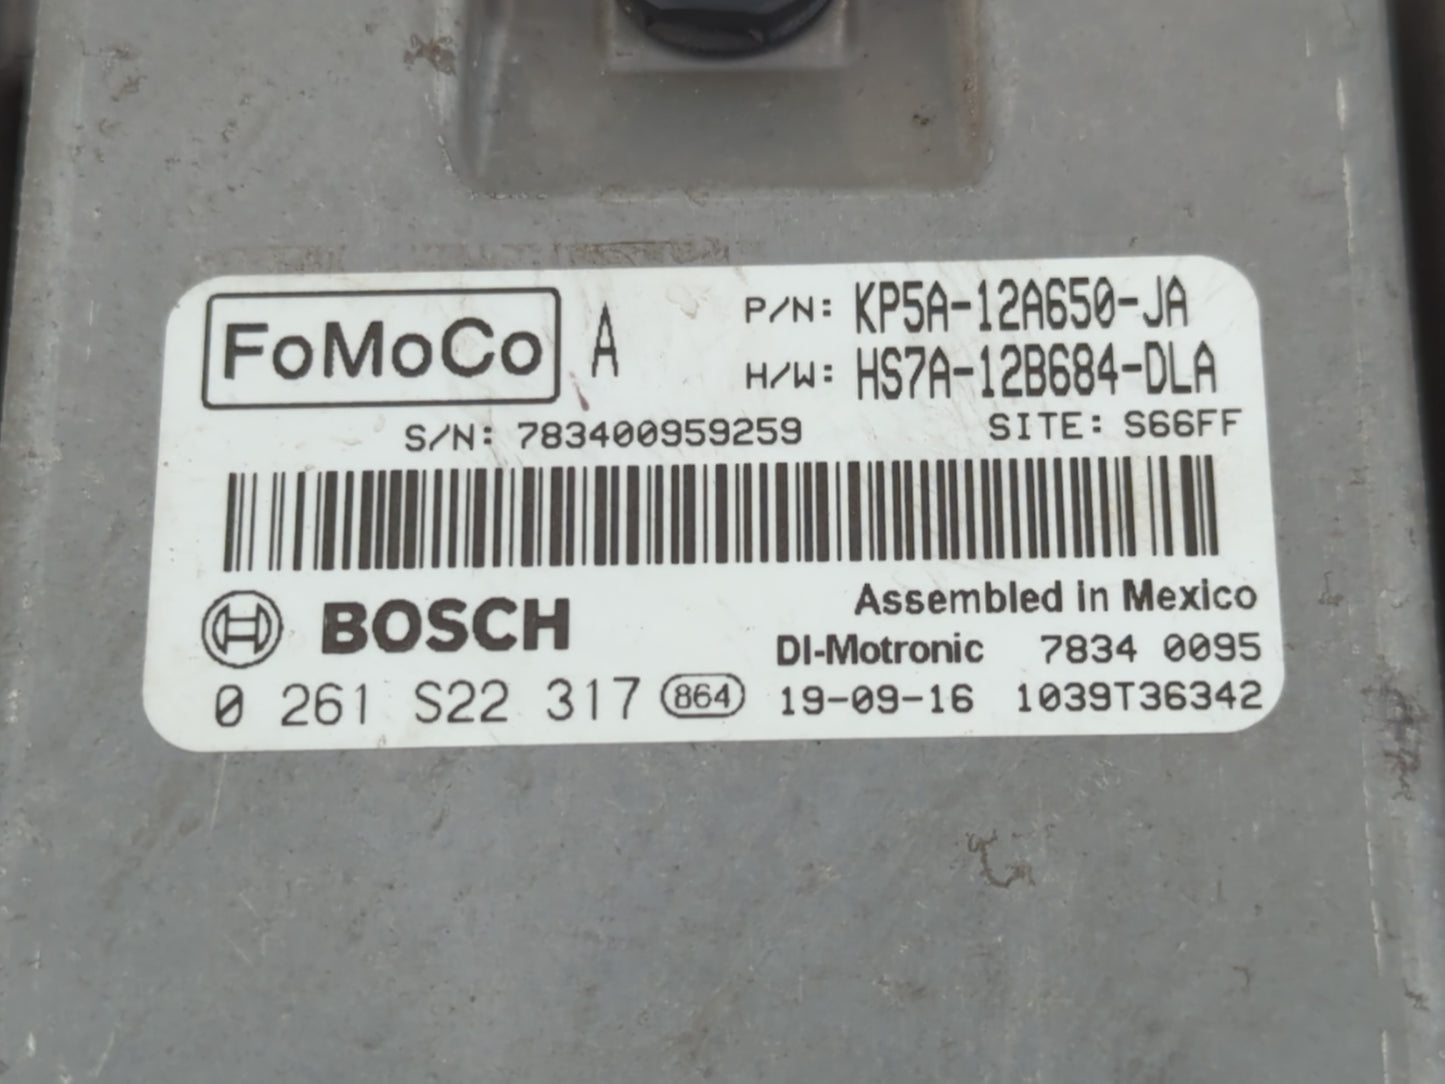 FoMoCo A P/N: KP5A-12A650-JA
H/W: HS7A-12B684-DLA
S/N: 783400959259 SITE: S66FF
Assembled in Mexico
BOSCH DI-Motronic 7834 0095
0 261 S22 317 864 19-09-16 1039T36342